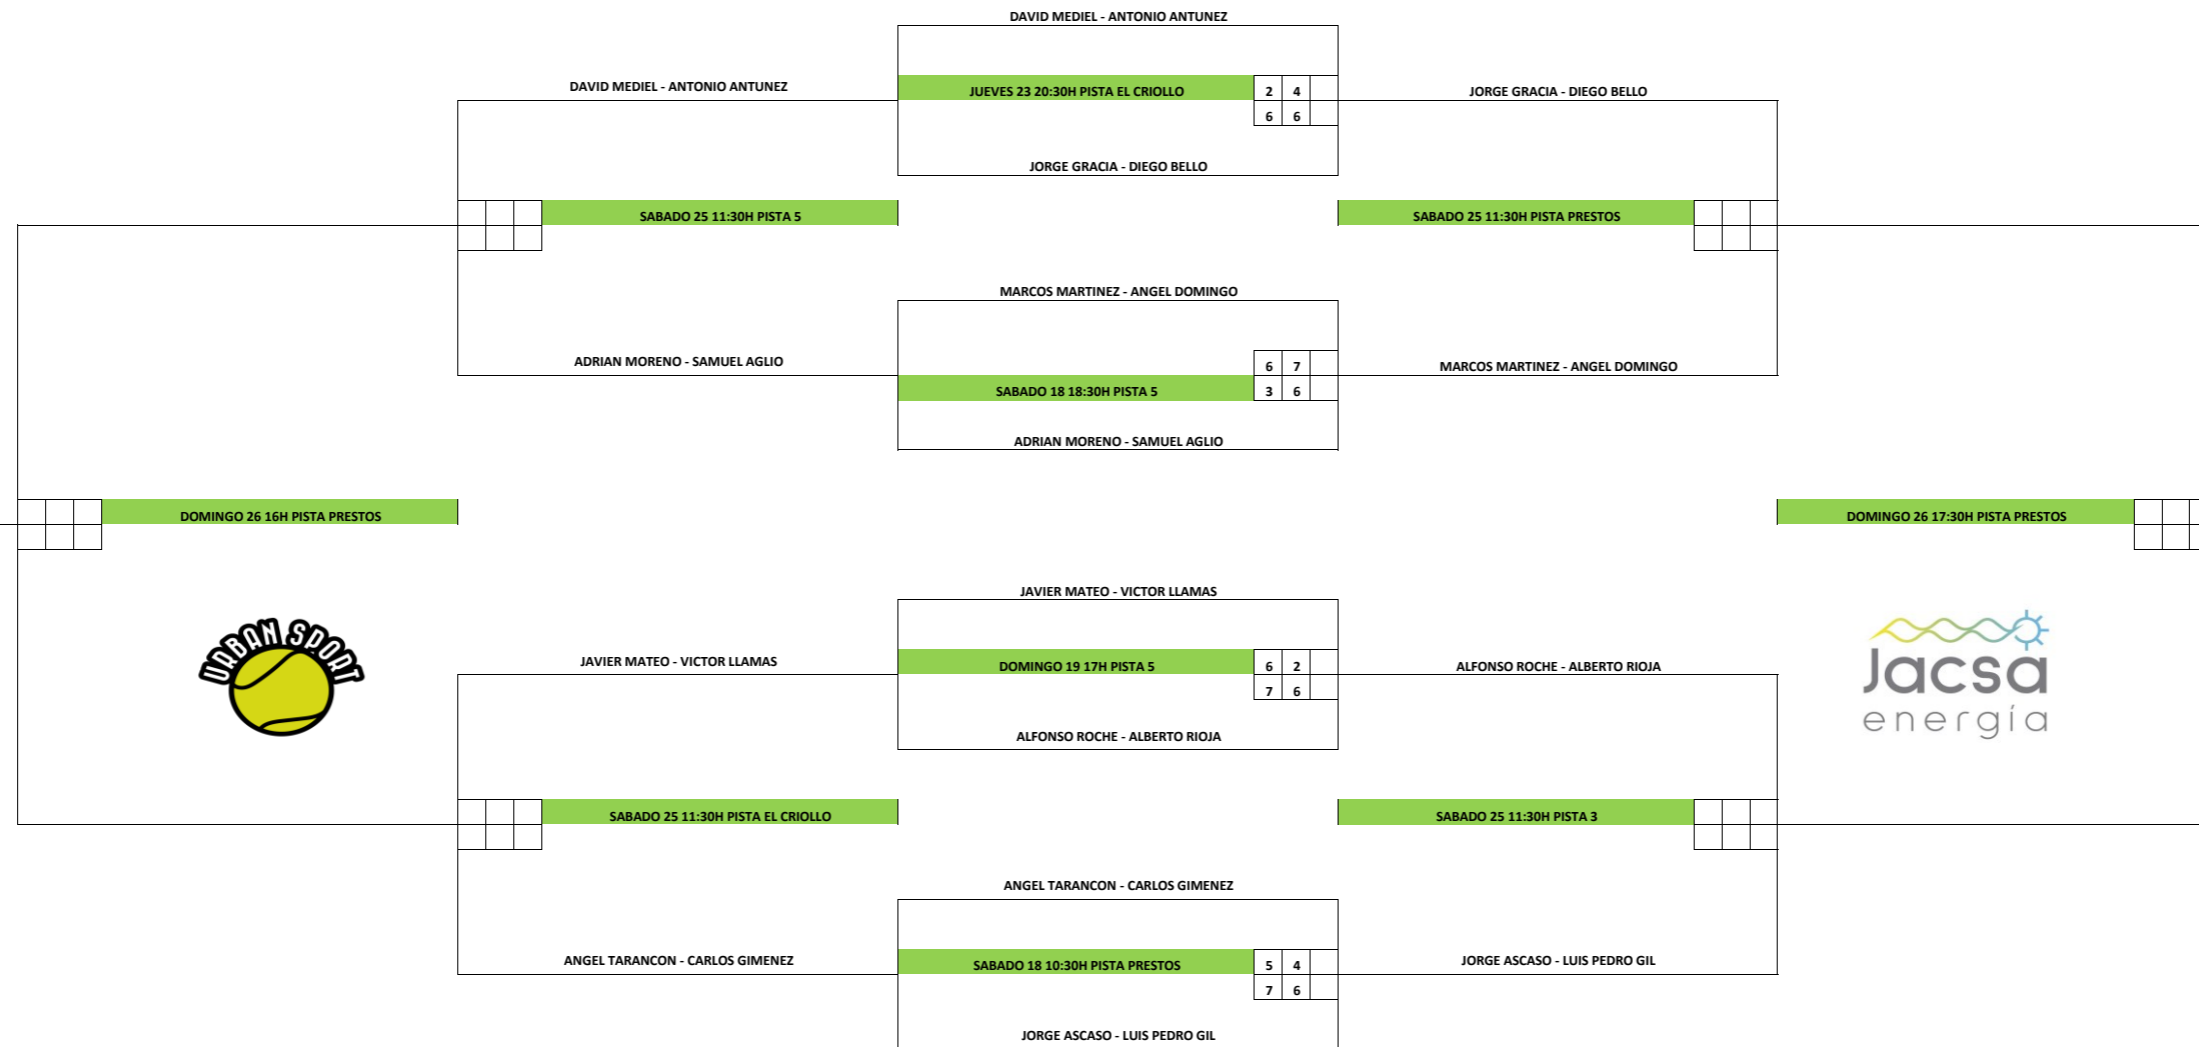 DAVID MEDIEL - ANTONIO ANTUNEZ
DAVID MEDIEL - ANTONIO ANTUNEZ
JUEVES 23 20:30H PISTA EL CRIOLLO
2 4
JORGE GRACIA - DIEGO BELLO
6 6
JORGE GRACIA - DIEGO BELLO
SABADO 25 11:30H PISTA 5
SABADO 25 11:30H PISTA PRESTOS
MARCOS MARTINEZ - ANGEL DOMINGO
ADRIAN MORENO - SAMUEL AGLIO
6 7
MARCOS MARTINEZ - ANGEL DOMINGO
SABADO 18 18:30H PISTA 5
3 6
ADRIAN MORENO - SAMUEL AGLIO
DOMINGO 26 16H PISTA PRESTOS
DOMINGO 26 17:30H PISTA PRESTOS
JAVIER MATEO - VICTOR LLAMAS
URBAN SPORT
Jacsa
energía
JAVIER MATEO - VICTOR LLAMAS
DOMINGO 19 17H PISTA 5
6 2
ALFONSO ROCHE - ALBERTO RIOJA
7 6
ALFONSO ROCHE - ALBERTO RIOJA
SABADO 25 11:30H PISTA EL CRIOLLO
SABADO 25 11:30H PISTA 3
ANGEL TARANCON - CARLOS GIMENEZ
ANGEL TARANCON - CARLOS GIMENEZ
SABADO 18 10:30H PISTA PRESTOS
5 4
JORGE ASCASO - LUIS PEDRO GIL
7 6
JORGE ASCASO - LUIS PEDRO GIL